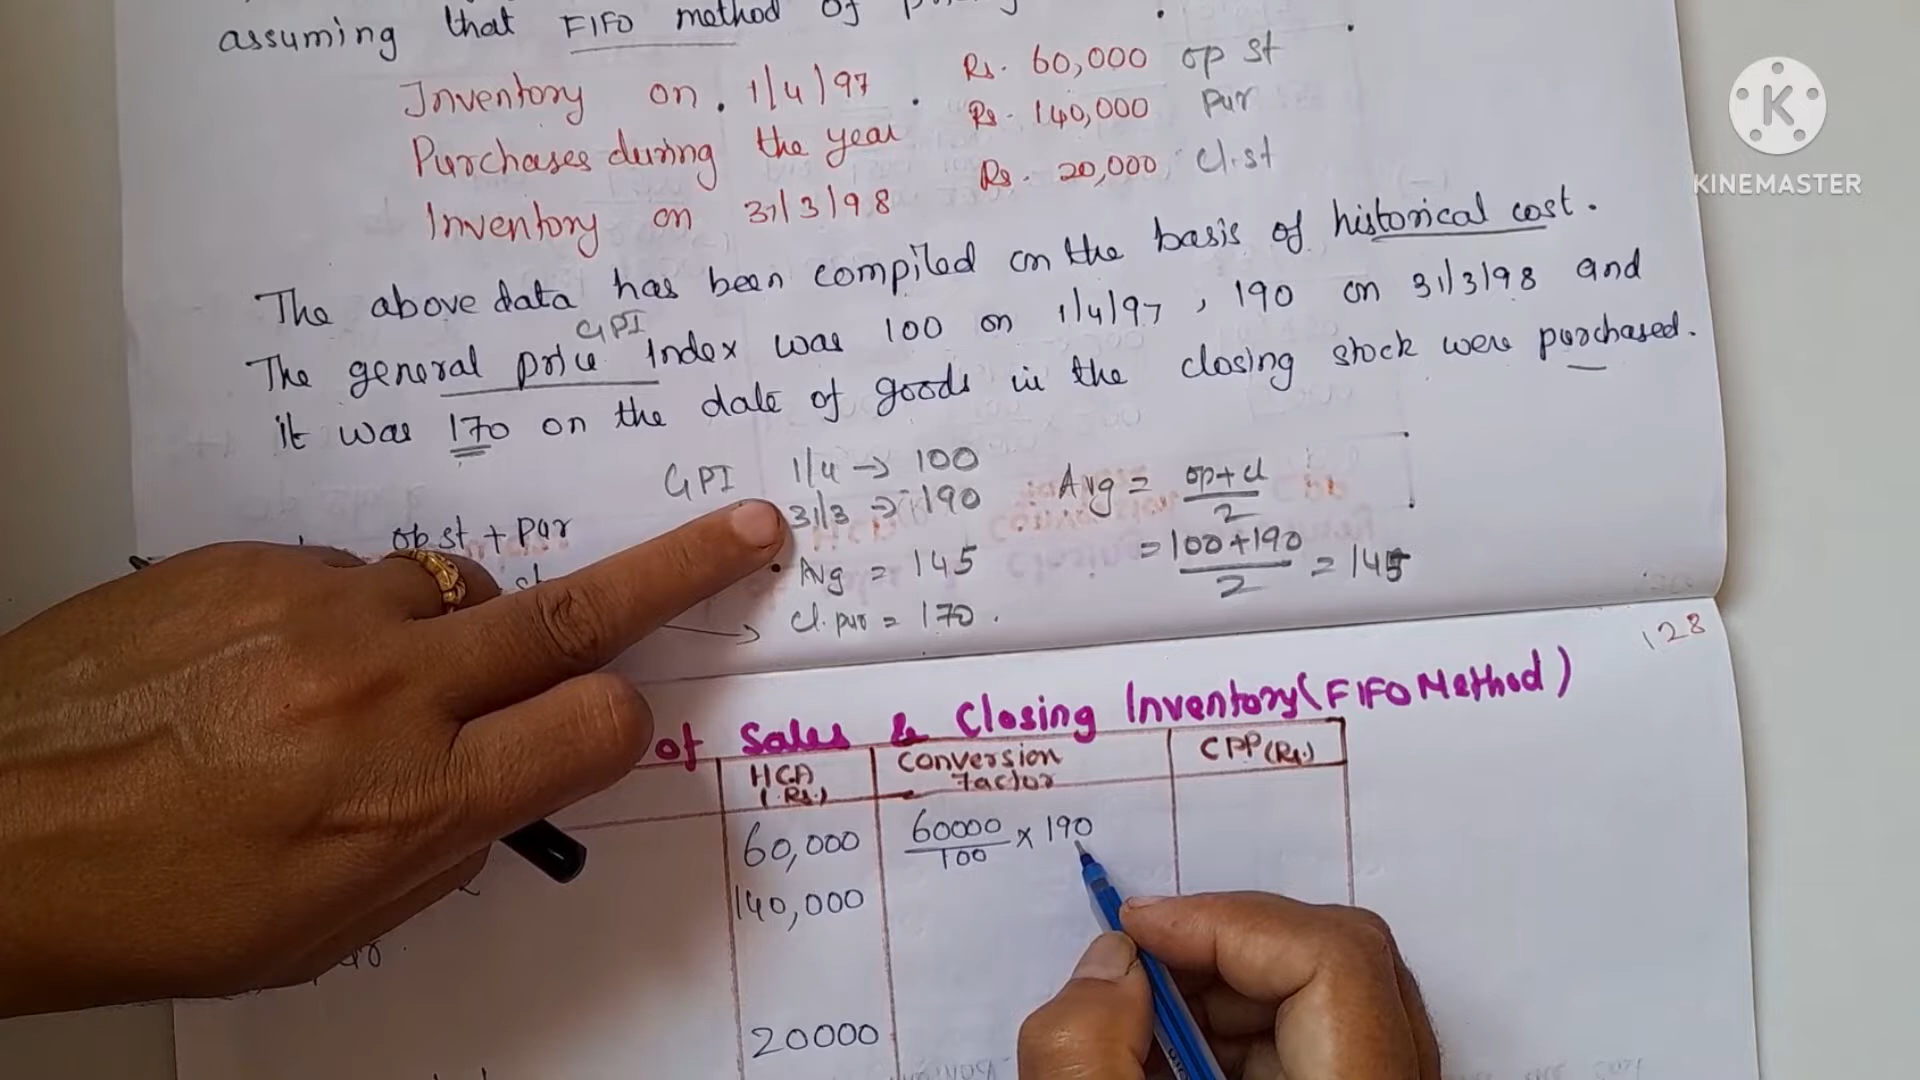 assuming that FIFO method of
Inventory on 1/4/97 . Rs. 60,000 op st
Purchases during the year Rs. 140,000 pur
Inventory on 31/3/98 Rs. 20,000 Cl.st
The above data has been compiled on the basis of historical cost.
GPI
The general price Index was 100 on 1/4/97, 190 on 31/3/98 and
it was 170 on the date of goods in the closing stock were purchased.
GPI 1/4 → 100
31/3 → 190
Avg = 145
Cl. pur = 170.
Avg = op+cl / 2
= 100+190 / 2 = 145
op st + pur
st
128
of Sales & Closing Inventory (FIFO Method)
HCA (Rs.) Conversion Factor CPP (Rs.)
60,000 60000/100 × 190
140,000
20000
K
KINEMASTER